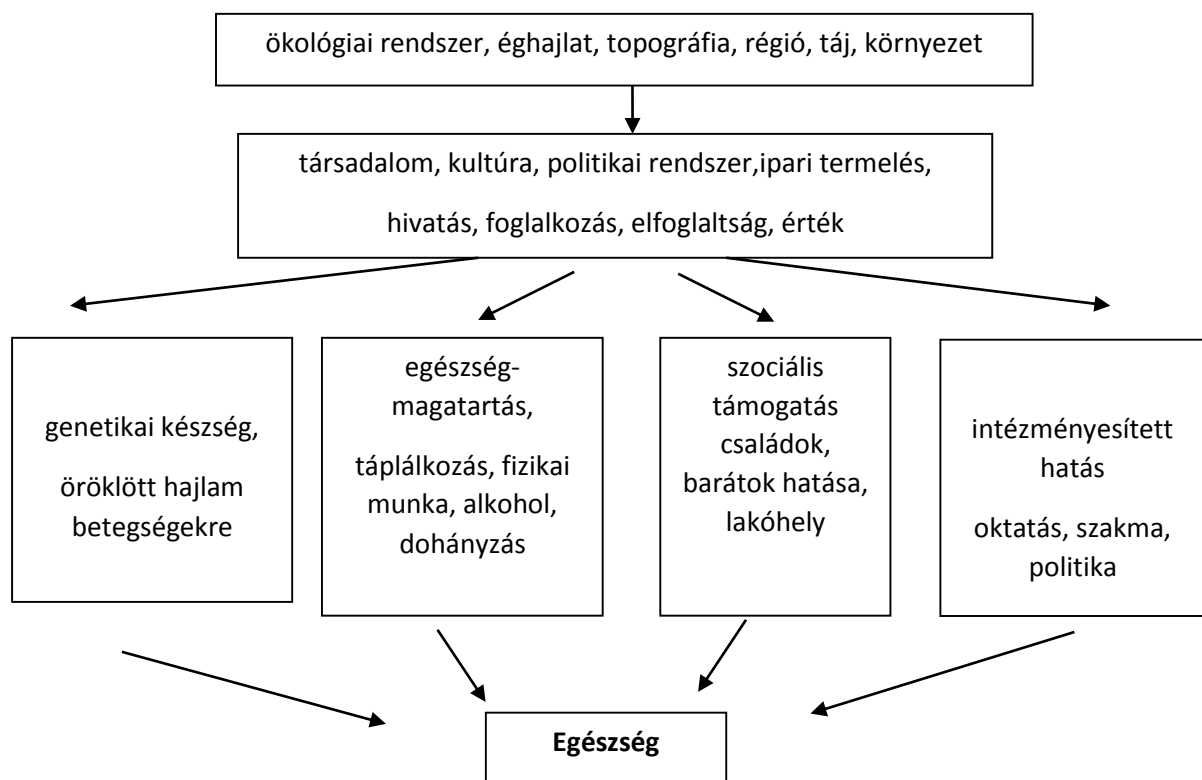 ökológiai rendszer, éghajlat, topográfia, régió, táj, környezet
társadalom, kultúra, politikai rendszer,ipari termelés,
hivatás, foglalkozás, elfoglaltság, érték
genetikai készség,
öröklött hajlam
betegségekre
egészség-
magatartás,
táplálkozás, fizikai
munka, alkohol,
dohányzás
szociális
támogatás
családok,
barátok hatása,
lakóhely
intézményesített
hatás
oktatás, szakma,
politika
Egészség